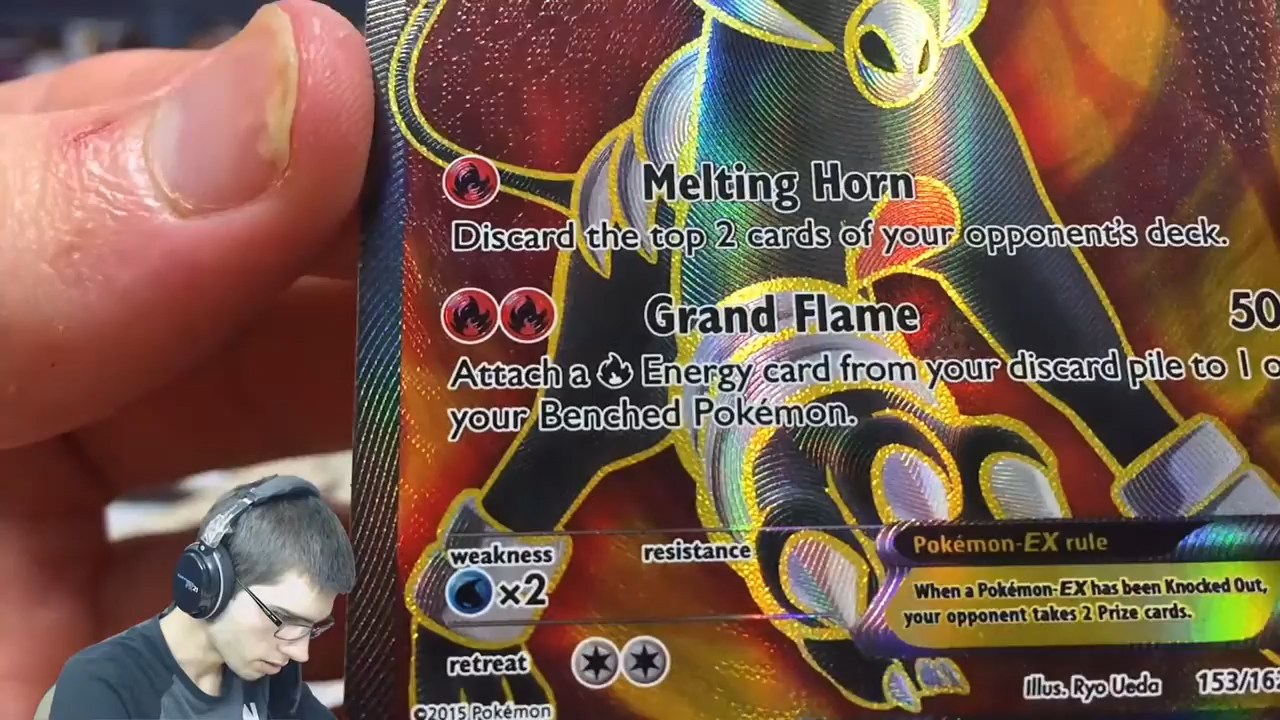 Melting Horn
Discard the top 2 cards of your opponent's deck.
Grand Flame 50
Attach a Energy card from your discard pile to 1 o
your Benched Pokémon.
Pokémon-EX rule
weakness resistance
×2
When a Pokémon-EX has been Knocked Out,
your opponent takes 2 Prize cards.
retreat
Illus. Ryo Ueda 153/162
©2015 Pokémon